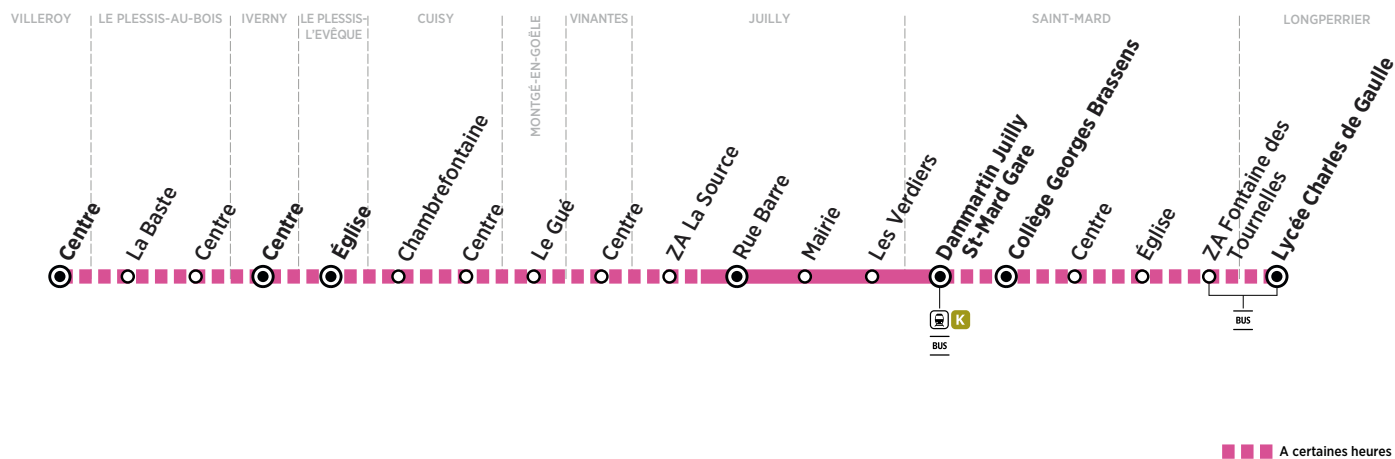 VILLEROY
LE PLESSIS-AU-BOIS
IVERNY
LE PLESSIS-
L'EVÊQUE
CUISY
MONTGÉ-EN-GOËLE
VINANTES
JUILLY
SAINT-MARD
LONGPERRIER
Centre
La Baste
Centre
Centre
Église
Chambrefontaine
Centre
Le Gué
Centre
ZA La Source
Rue Barre
Mairie
Les Verdiers
Dammartin Juilly
St-Mard Gare
Collège Georges Brassens
Centre
Église
ZA Fontaine des
Tournelles
Lycée Charles de Gaulle
K
BUS
BUS
A certaines heures